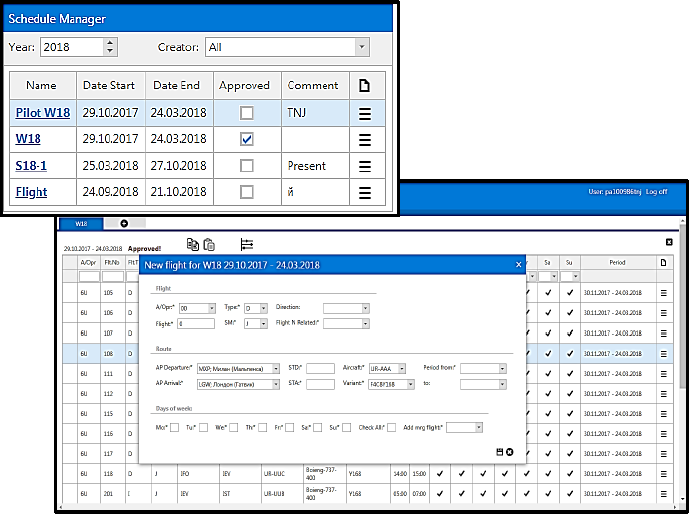 Schedule Manager
Year: 2018 Creator: All
Name Date Start Date End Approved Comment
Pilot W18 29.10.2017 24.03.2018 TNJ
W18 29.10.2017 24.03.2018
S18-1 25.03.2018 27.10.2018 Present
Flight 24.09.2018 21.10.2018 й
User: pa100986tnj Log off
W18
29.10.2017 - 24.03.2018 Approved!
A/Opr Flt.Nb Flt.T Sa Su Period
6U 105 D 30.11.2017 - 24.03.2018
6U 106 D 30.11.2017 - 24.03.2018
6U 107 D 30.11.2017 - 24.03.2018
6U 108 D 30.11.2017 - 24.03.2018
6U 111 D 30.11.2017 - 24.03.2018
6U 112 D 30.11.2017 - 24.03.2018
6U 115 D 30.11.2017 - 24.03.2018
6U 116 D 30.11.2017 - 24.03.2018
6U 117 D 30.11.2017 - 24.03.2018
6U 118 D J IFO IEV UR-UUC Boieng-737-400 Y168 14:00 15:00 30.11.2017 - 24.03.2018
6U 201 I J IEV IST UR-UUB Boieng-737-400 Y168 05:00 07:00 30.11.2017 - 24.03.2018
New flight for W18 29.10.2017 - 24.03.2018
Flight
A/Opr:* 00 Type:* D Direction:
Flight:* 0 SM:* J Flight N Related:*
Route
AP Departure:* MXP; Милан (Мальпенса) STD:* Aircraft:* UR-AAA Period from:*
AP Arrival:* LGW; Лондон (Гатвик) STA:* Variant:* F4C8Y168 to:
Days of week:
Mo:* Tu:* We:* Th:* Fr:* Sa:* Su:* Check All:* Add mrg flight:*